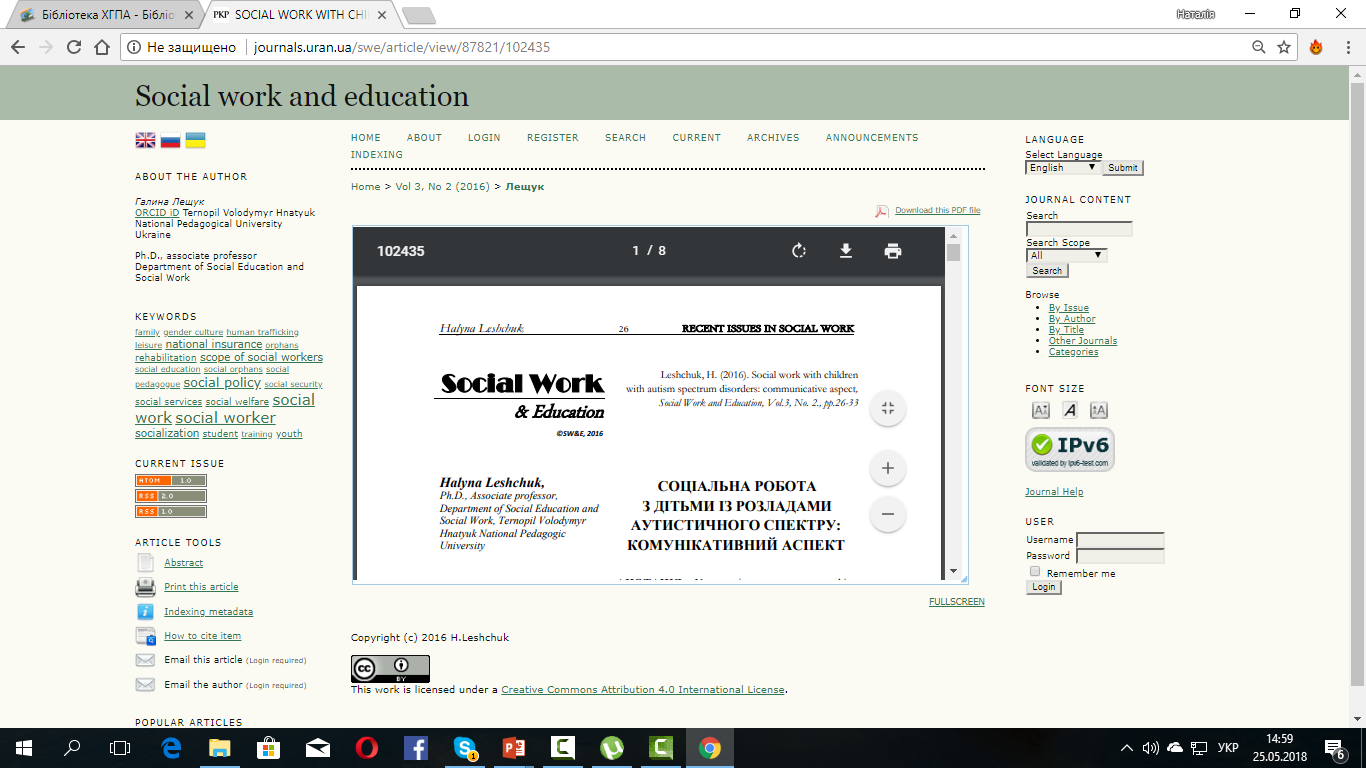 Бібліотека ХГПА - Бібліо
PKP SOCIAL WORK WITH CHI
Наталія
Не защищено
journals.uran.ua/swe/article/view/87821/102435
Social work and education
HOME ABOUT LOGIN REGISTER SEARCH CURRENT ARCHIVES ANNOUNCEMENTS
INDEXING
Home > Vol 3, No 2 (2016) > Лещук
ABOUT THE AUTHOR
Галина Лещук
ORCID iD Ternopil Volodymyr Hnatyuk
National Pedagogical University
Ukraine
Ph.D., associate professor
Department of Social Education and
Social Work
KEYWORDS
family gender culture human trafficking
leisure national insurance orphans
rehabilitation scope of social workers
social education social orphans social
pedagogue social policy social security
social services social welfare social
work social worker
socialization student training youth
CURRENT ISSUE
ATOM 1.0
RSS 2.0
RSS 1.0
ARTICLE TOOLS
Abstract
Print this article
Indexing metadata
How to cite item
Email this article (Login required)
Email the author (Login required)
POPULAR ARTICLES
Download this PDF file
102435
1 / 8
Halyna Leshchuk 26 RECENT ISSUES IN SOCIAL WORK
Social Work
& Education
©SW&E, 2016
Leshchuk, H. (2016). Social work with children
with autism spectrum disorders: communicative aspect,
Social Work and Education, Vol.3, No. 2., pp.26-33
Halyna Leshchuk,
Ph.D., Associate professor,
Department of Social Education and
Social Work, Ternopil Volodymyr
Hnatyuk National Pedagogic
University
СОЦІАЛЬНА РОБОТА
З ДІТЬМИ ІЗ РОЗЛАДАМИ
АУТИСТИЧНОГО СПЕКТРУ:
КОМУНІКАТИВНИЙ АСПЕКТ
FULLSCREEN
Copyright (c) 2016 H.Leshchuk
cc BY
This work is licensed under a Creative Commons Attribution 4.0 International License.
LANGUAGE
Select Language
English Submit
JOURNAL CONTENT
Search
Search Scope
All
Search
Browse
By Issue
By Author
By Title
Other Journals
Categories
FONT SIZE
A A A
IPv6
validated by ipv6-test.com
Journal Help
USER
Username
Password
Remember me
Login
УКР
14:59
25.05.2018
1
6